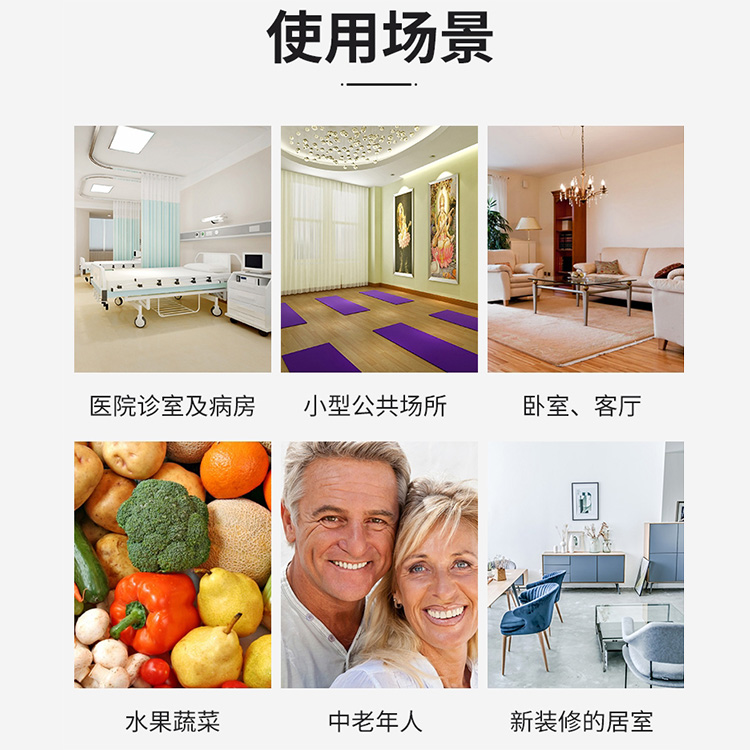 使用场景
医院诊室及病房
小型公共场所
卧室、客厅
水果蔬菜
中老年人
新装修的居室